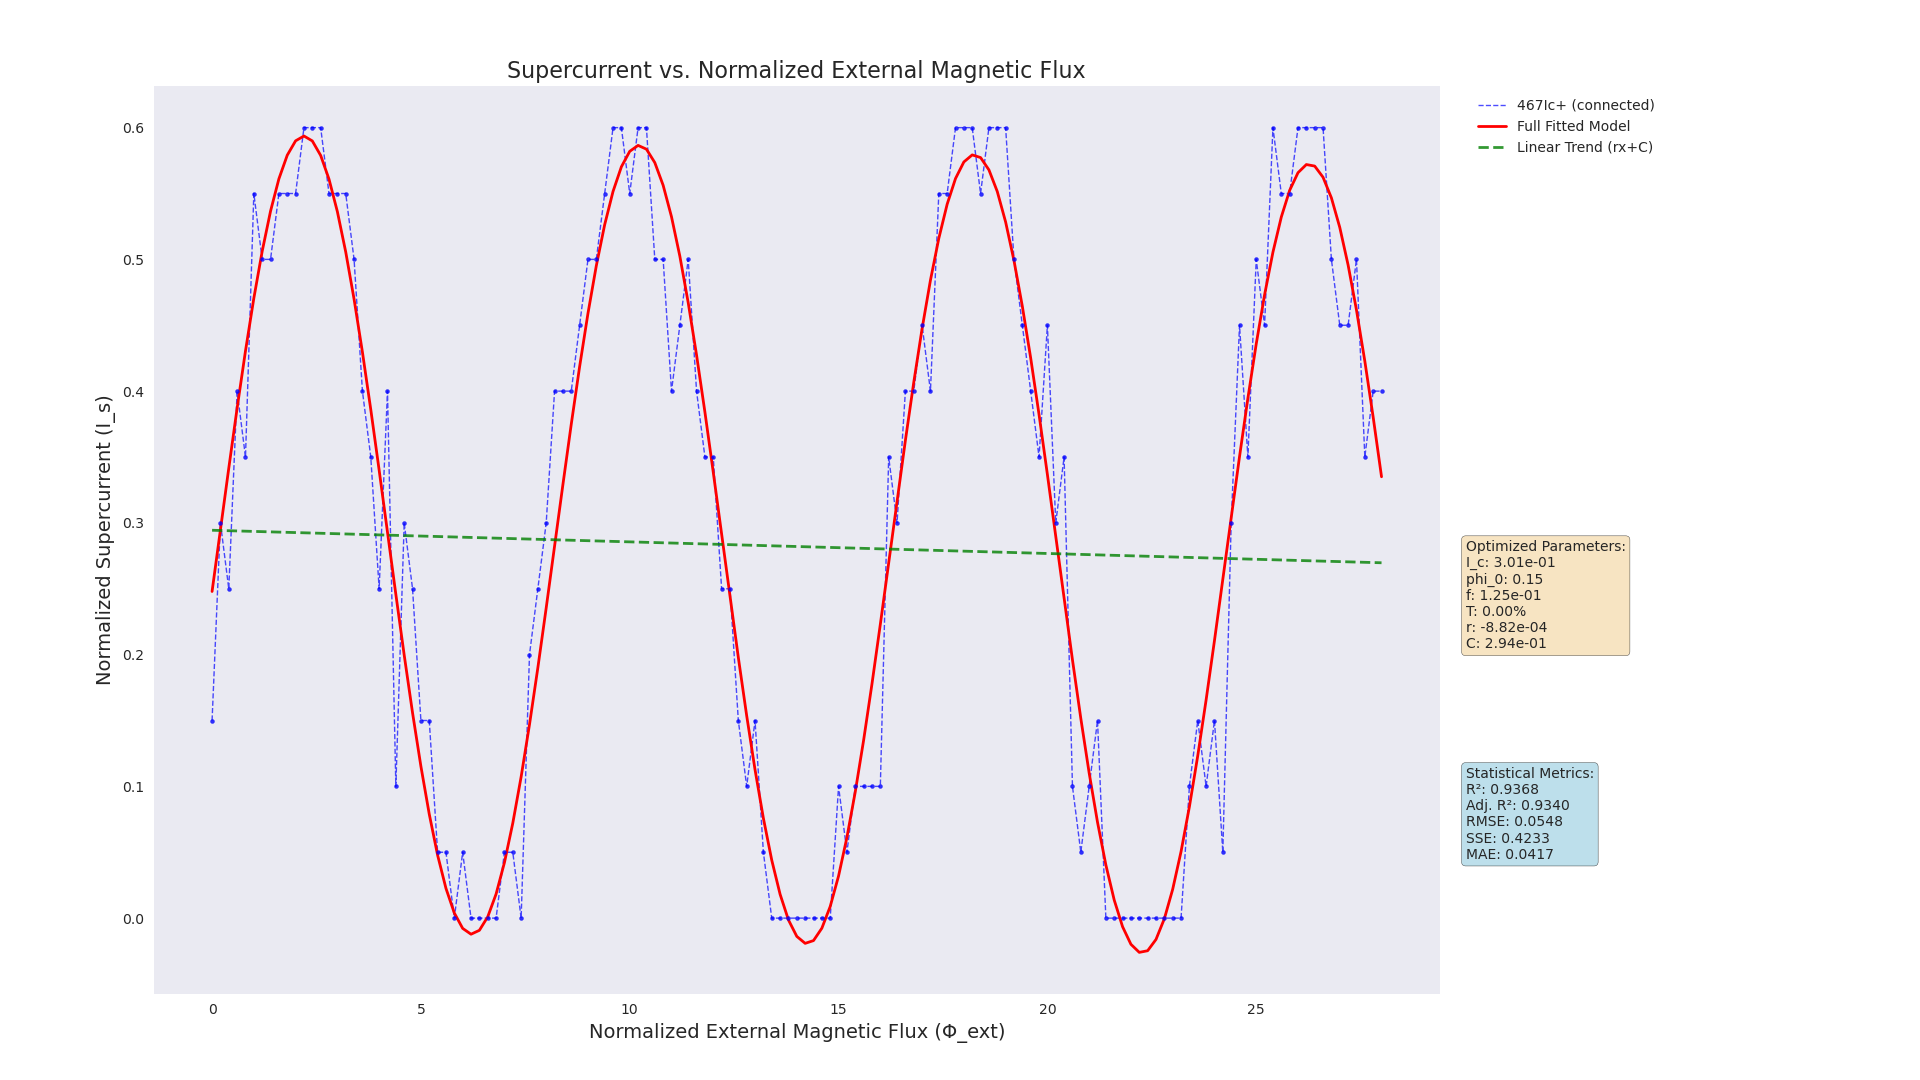 Supercurrent vs. Normalized External Magnetic Flux
467Ic+ (connected)
Full Fitted Model
Linear Trend (rx+C)
Normalized Supercurrent (I_s)
0.6
0.5
0.4
0.3
0.2
0.1
0.0
0
5
10
15
20
25
Normalized External Magnetic Flux (Φ_ext)
Optimized Parameters:
I_c: 3.01e-01
phi_0: 0.15
f: 1.25e-01
T: 0.00%
r: -8.82e-04
C: 2.94e-01
Statistical Metrics:
R²: 0.9368
Adj. R²: 0.9340
RMSE: 0.0548
SSE: 0.4233
MAE: 0.0417